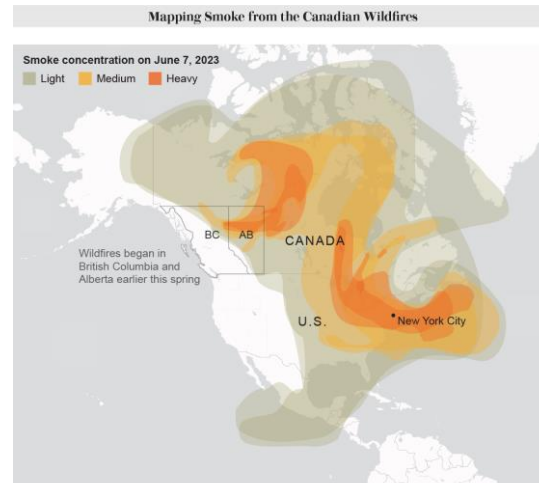 Mapping Smoke from the Canadian Wildfires
Smoke concentration on June 7, 2023
Light Medium Heavy
BC AB
CANADA
Wildfires began in
British Columbia and
Alberta earlier this spring
U.S.
New York City